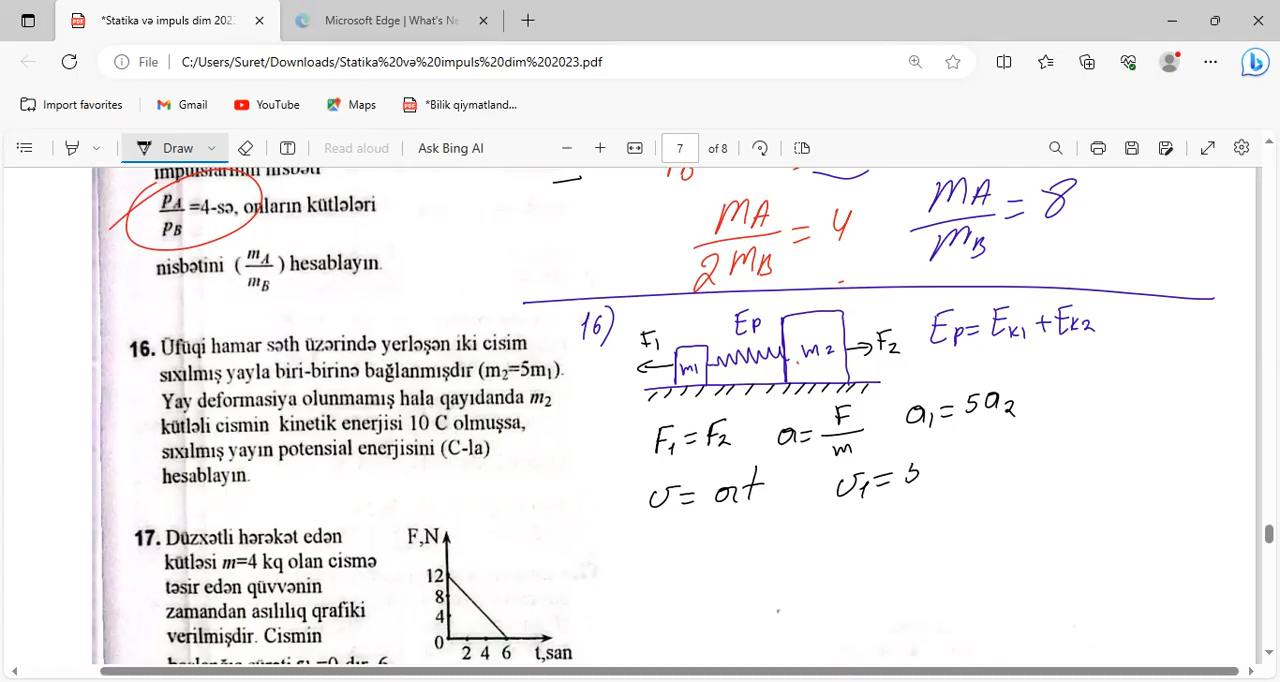 *Statika və impuls dim 202
Microsoft Edge | What's Ne
File
C:/Users/Suret/Downloads/Statika%20və%20impuls%20dim%202023.pdf
Import favorites
Gmail
YouTube
Maps
*Bilik qiymatland...
Draw
Read aloud
Ask Bing AI
7
of 8
impulslarının nisbəti
pA/pB =4-sə, onların kütlələri
nisbətini (mA/mB) hesablayın.
mA/2mB = 4
mA/mB = 8
16. Üfüqi hamar səth üzərində yerləşən iki cisim
sıxılmış yayla biri-birinə bağlanmışdır (m2=5m1).
Yay deformasiya olunmamış hala qayıdanda m2
kütləli cismin kinetik enerjisi 10 C olmuşsa,
sıxılmış yayın potensial enerjisini (C-la)
hesablayın.
16)
F1
m1
Ep
m2
F2
Ep = Ek1 + Ek2
F1 = F2
a = F/m
a1 = 5a2
υ = at
υ1 = 5
17. Düzxətli hərəkət edən
kütləsi m=4 kq olan cismə
təsir edən qüvvənin
zamandan asılılıq qrafiki
verilmişdir. Cismin
F,N
12
8
4
0
2 4 6 t,san